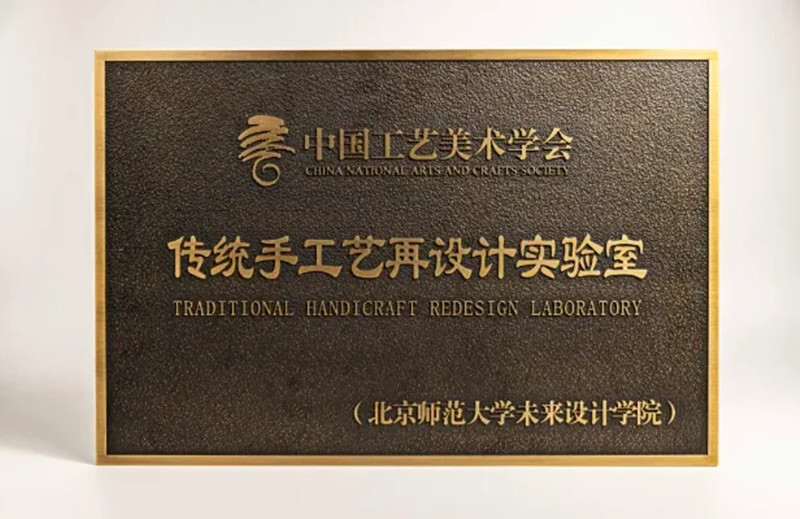 中国工艺美术学会
CHINA NATIONAL ARTS AND CRAFTS SOCIETY
传统手工艺再设计实验室
TRADITIONAL HANDICRAFT REDESIGN LABORATORY
（北京师范大学未来设计学院）